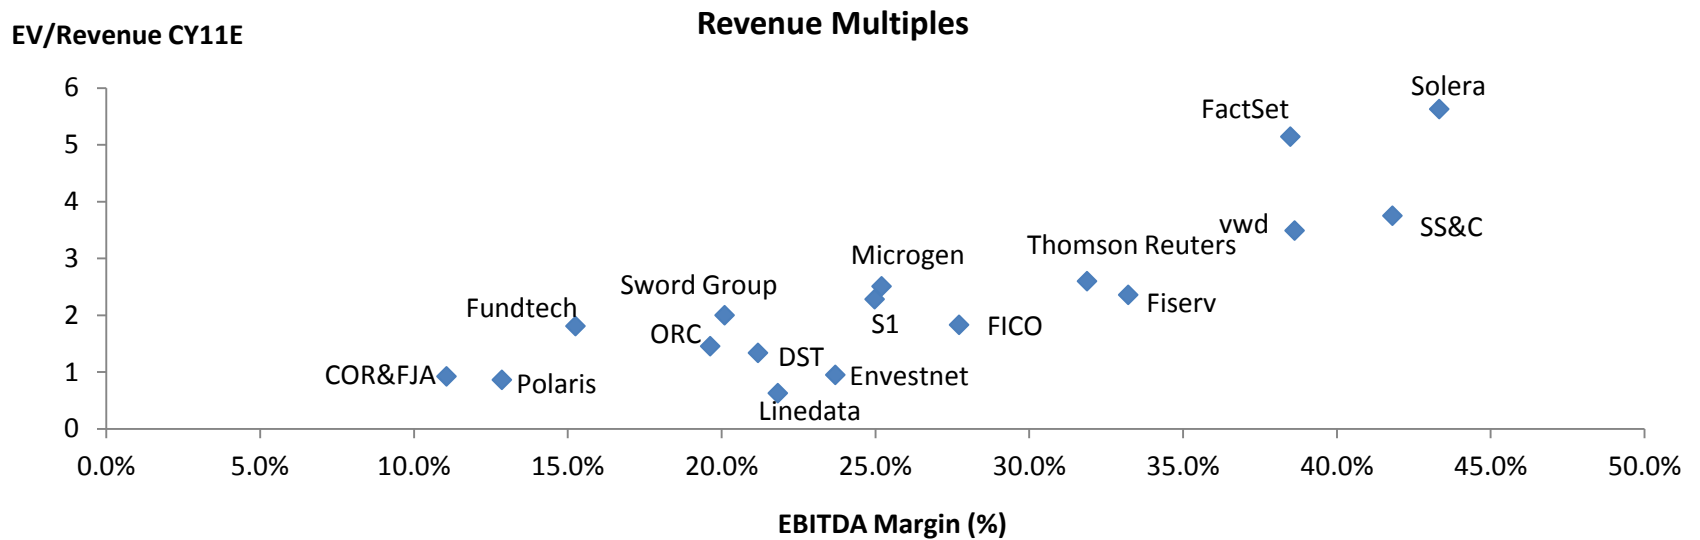 Revenue Multiples
EV/Revenue CY11E
6
5
4
3
2
1
0
Solera
FactSet
vwd
SS&C
Thomson Reuters
Microgen
Sword Group
Fundtech
Fiserv
S1
FICO
ORC
DST
COR&FJA
Polaris
Envestnet
Linedata
0.0% 5.0% 10.0% 15.0% 20.0% 25.0% 30.0% 35.0% 40.0% 45.0% 50.0%
EBITDA Margin (%)